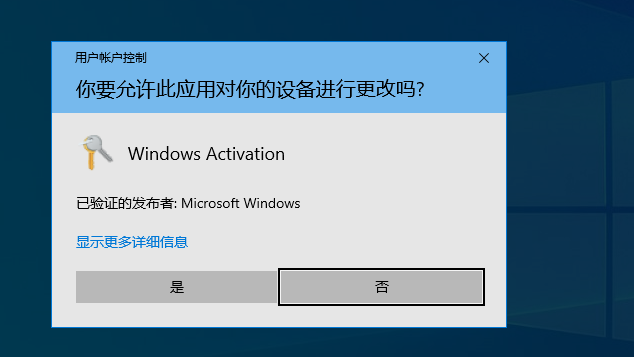 用户帐户控制
你要允许此应用对你的设备进行更改吗?
Windows Activation
已验证的发布者: Microsoft Windows
显示更多详细信息
是
否